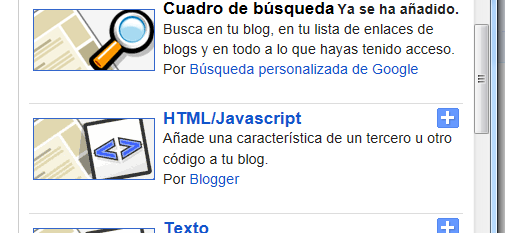 Cuadro de búsqueda Ya se ha añadido.
Busca en tu blog, en tu lista de enlaces de
blogs y en todo a lo que hayas tenido acceso.
Por Búsqueda personalizada de Google
HTML/Javascript
Añade una característica de un tercero u otro
código a tu blog.
Por Blogger
Texto